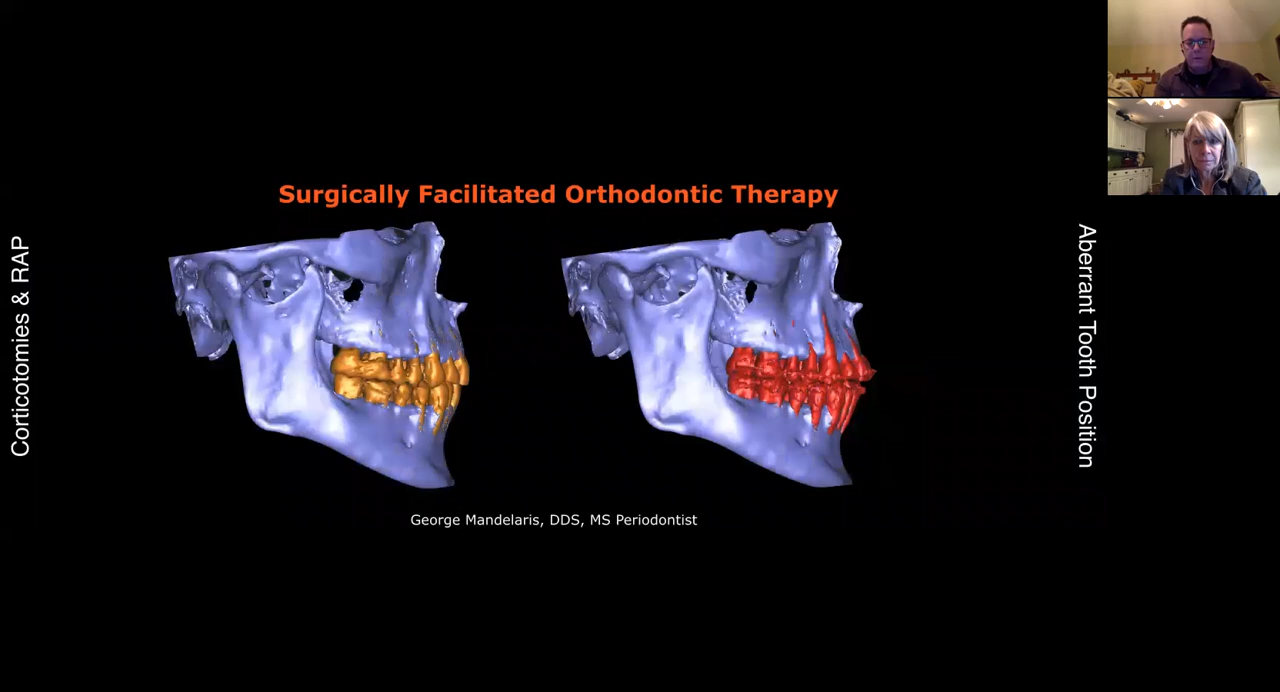 Surgically Facilitated Orthodontic Therapy
Corticotomies & RAP
Aberrant Tooth Position
George Mandelaris, DDS, MS Periodontist